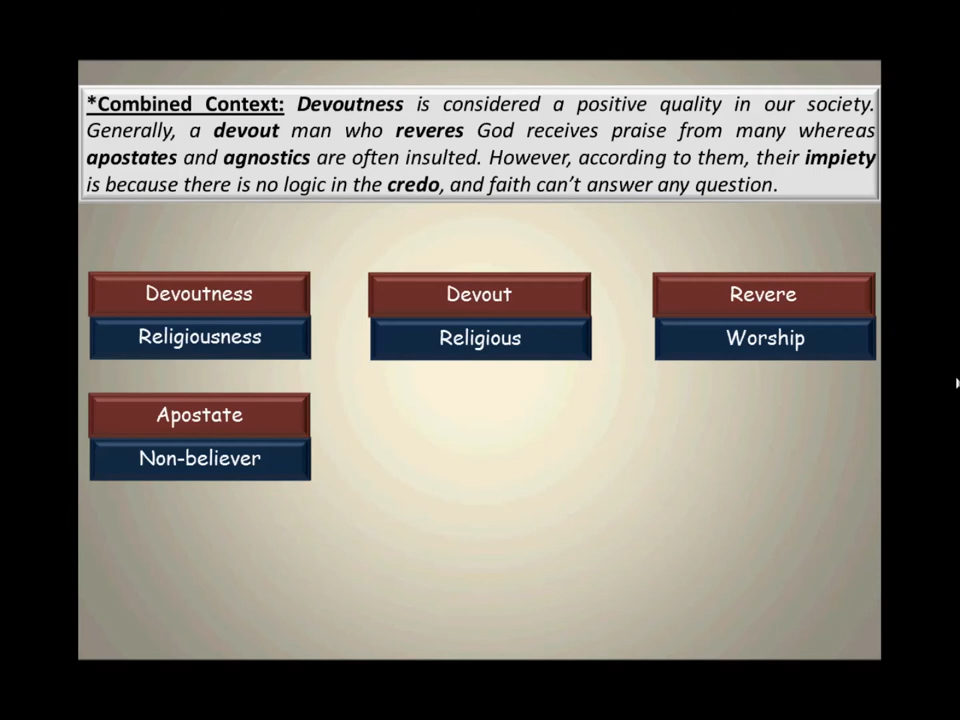 *Combined Context: Devoutness is considered a positive quality in our society.
Generally, a devout man who reveres God receives praise from many whereas
apostates and agnostics are often insulted. However, according to them, their impiety
is because there is no logic in the credo, and faith can't answer any question.
Devoutness
Devout
Revere
Religiousness
Religious
Worship
Apostate
Non-believer